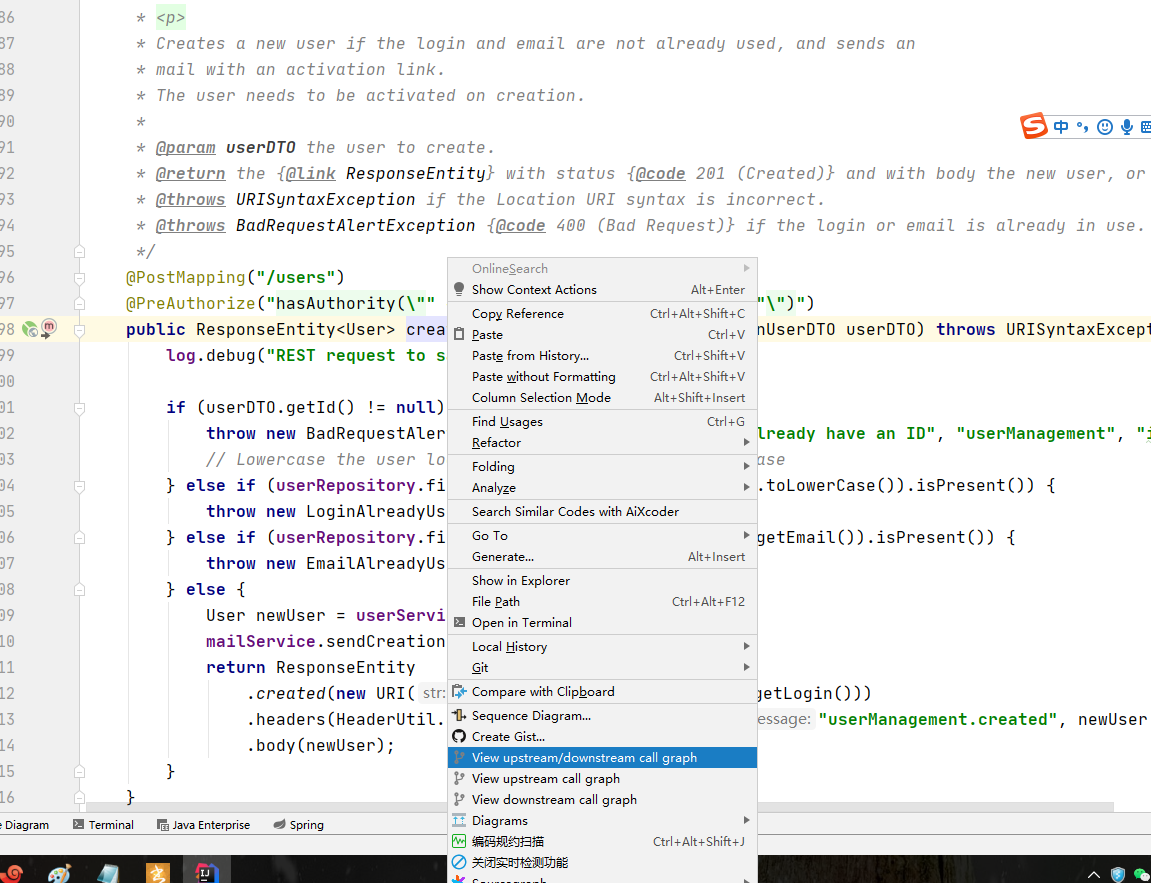 86 * <p>
87 * Creates a new user if the login and email are not already used, and sends an
88 * mail with an activation link.
89 * The user needs to be activated on creation.
90 *
91 * @param userDTO the user to create.
92 * @return the {@link ResponseEntity} with status {@code 201 (Created)} and with body the new user, or
93 * @throws URISyntaxException if the Location URI syntax is incorrect.
94 * @throws BadRequestAlertException {@code 400 (Bad Request)} if the login or email is already in use.
95 */
96 @PostMapping("/users")
97 @PreAuthorize("hasAuthority(\"" "\")")
98 public ResponseEntity<User> crea nUserDTO userDTO) throws URISyntaxExcept
99 log.debug("REST request to s
00
01 if (userDTO.getId() != null)
02 throw new BadRequestAler lready have an ID", "userManagement", "i
03 // Lowercase the user lo ase
04 } else if (userRepository.fi .toLowerCase()).isPresent()) {
05 throw new LoginAlreadyUs
06 } else if (userRepository.fi getEmail()).isPresent()) {
07 throw new EmailAlreadyUs
08 } else {
09 User newUser = userServi
10 mailService.sendCreation
11 return ResponseEntity
12 .created(new URI( str: getLogin()))
13 .headers(HeaderUtil. essage: "userManagement.created", newUser
14 .body(newUser);
15 }
16 }
中
OnlineSearch
Show Context Actions Alt+Enter
Copy Reference Ctrl+Alt+Shift+C
Paste Ctrl+V
Paste from History... Ctrl+Shift+V
Paste without Formatting Ctrl+Alt+Shift+V
Column Selection Mode Alt+Shift+Insert
Find Usages Ctrl+G
Refactor
Folding
Analyze
Search Similar Codes with AiXcoder
Go To
Generate... Alt+Insert
Show in Explorer
File Path Ctrl+Alt+F12
Open in Terminal
Local History
Git
Compare with Clipboard
Sequence Diagram...
Create Gist...
View upstream/downstream call graph
View upstream call graph
View downstream call graph
Diagrams
编码规约扫描 Ctrl+Alt+Shift+J
关闭实时检测功能
Sourcegraph
e Diagram Terminal Java Enterprise Spring